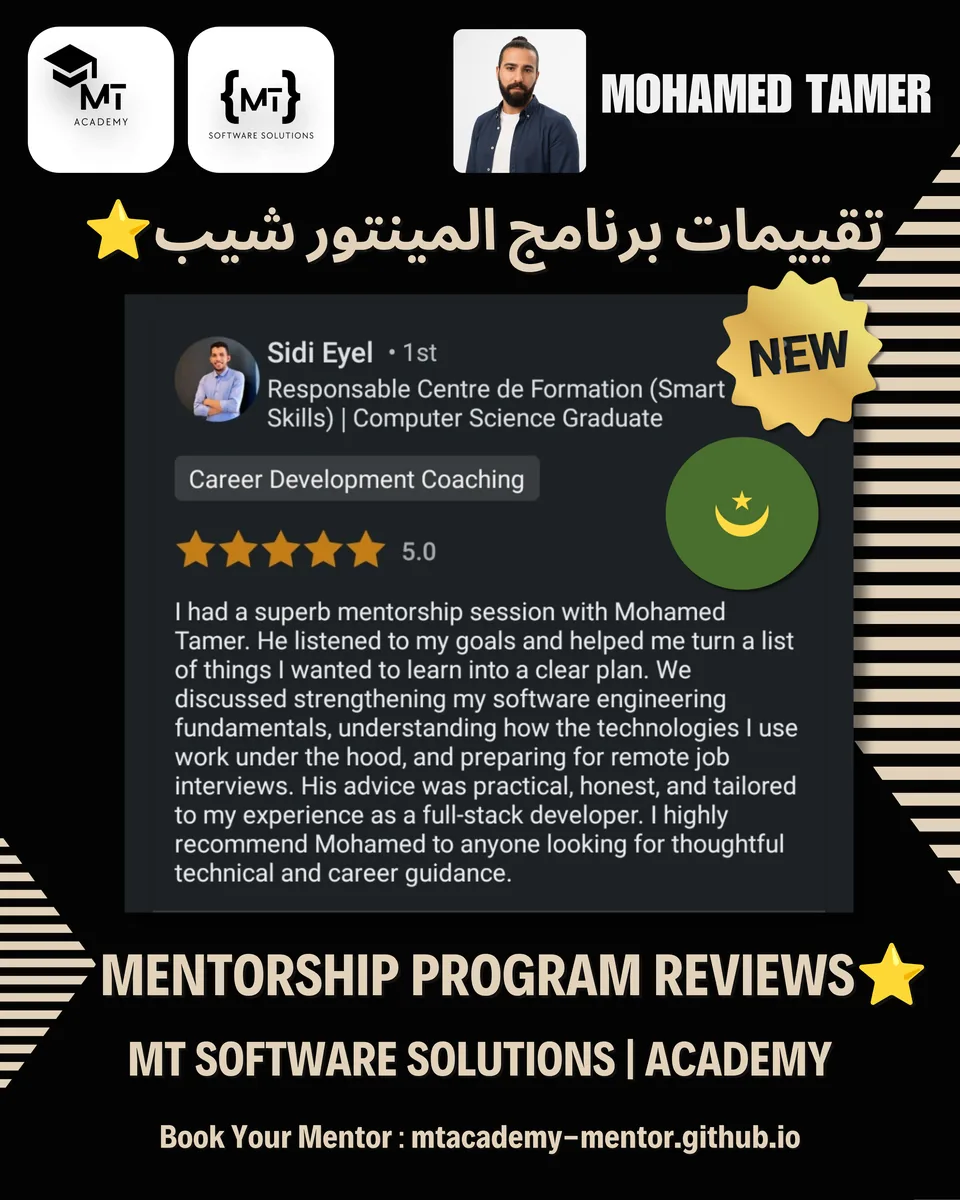 MT
ACADEMY
{MT}
SOFTWARE SOLUTIONS
MOHAMED TAMER
تقييمات برنامج المينتور شيب⭐
NEW
Sidi Eyel • 1st
Responsable Centre de Formation (Smart
Skills) | Computer Science Graduate
Career Development Coaching
5.0
I had a superb mentorship session with Mohamed
Tamer. He listened to my goals and helped me turn a list
of things I wanted to learn into a clear plan. We
discussed strengthening my software engineering
fundamentals, understanding how the technologies I use
work under the hood, and preparing for remote job
interviews. His advice was practical, honest, and tailored
to my experience as a full-stack developer. I highly
recommend Mohamed to anyone looking for thoughtful
technical and career guidance.
MENTORSHIP PROGRAM REVIEWS⭐
MT SOFTWARE SOLUTIONS | ACADEMY
Book Your Mentor : mtacademy-mentor.github.io